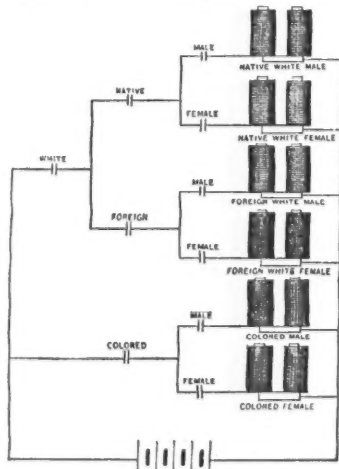 MALE
NATIVE WHITE MALE
NATIVE
FEMALE
NATIVE WHITE FEMALE
WHITE
MALE
FOREIGN WHITE MALE
FOREIGN
FEMALE
FOREIGN WHITE FEMALE
MALE
COLORED MALE
COLORED
FEMALE
COLORED FEMALE